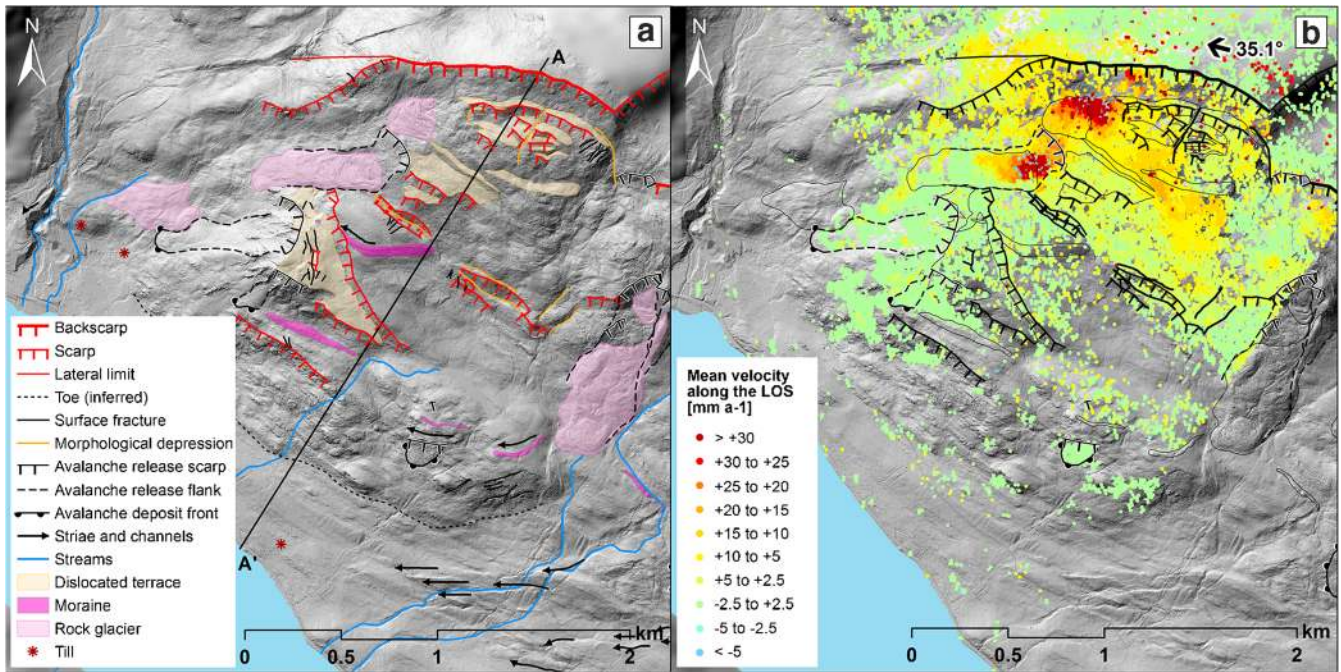 N
a
A
A'
Backscarp
Scarp
Lateral limit
Toe (inferred)
Surface fracture
Morphological depression
Avalanche release scarp
Avalanche release flank
Avalanche deposit front
Striae and channels
Streams
Dislocated terrace
Moraine
Rock glacier
Till
km
0 0.5 1 2
N
b
35.1°
Mean velocity
along the LOS
[mm a-1]
> +30
+30 to +25
+25 to +20
+20 to +15
+15 to +10
+10 to +5
+5 to +2.5
-2.5 to +2.5
-5 to -2.5
< -5
km
0 0.5 1 2